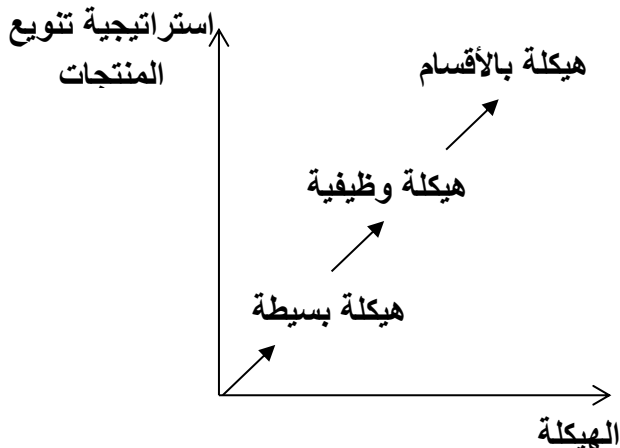 استراتيجية تنويع
المنتجات
هيكلة بالأقسام
هيكلة وظيفية
هيكلة بسيطة
الهيكلة